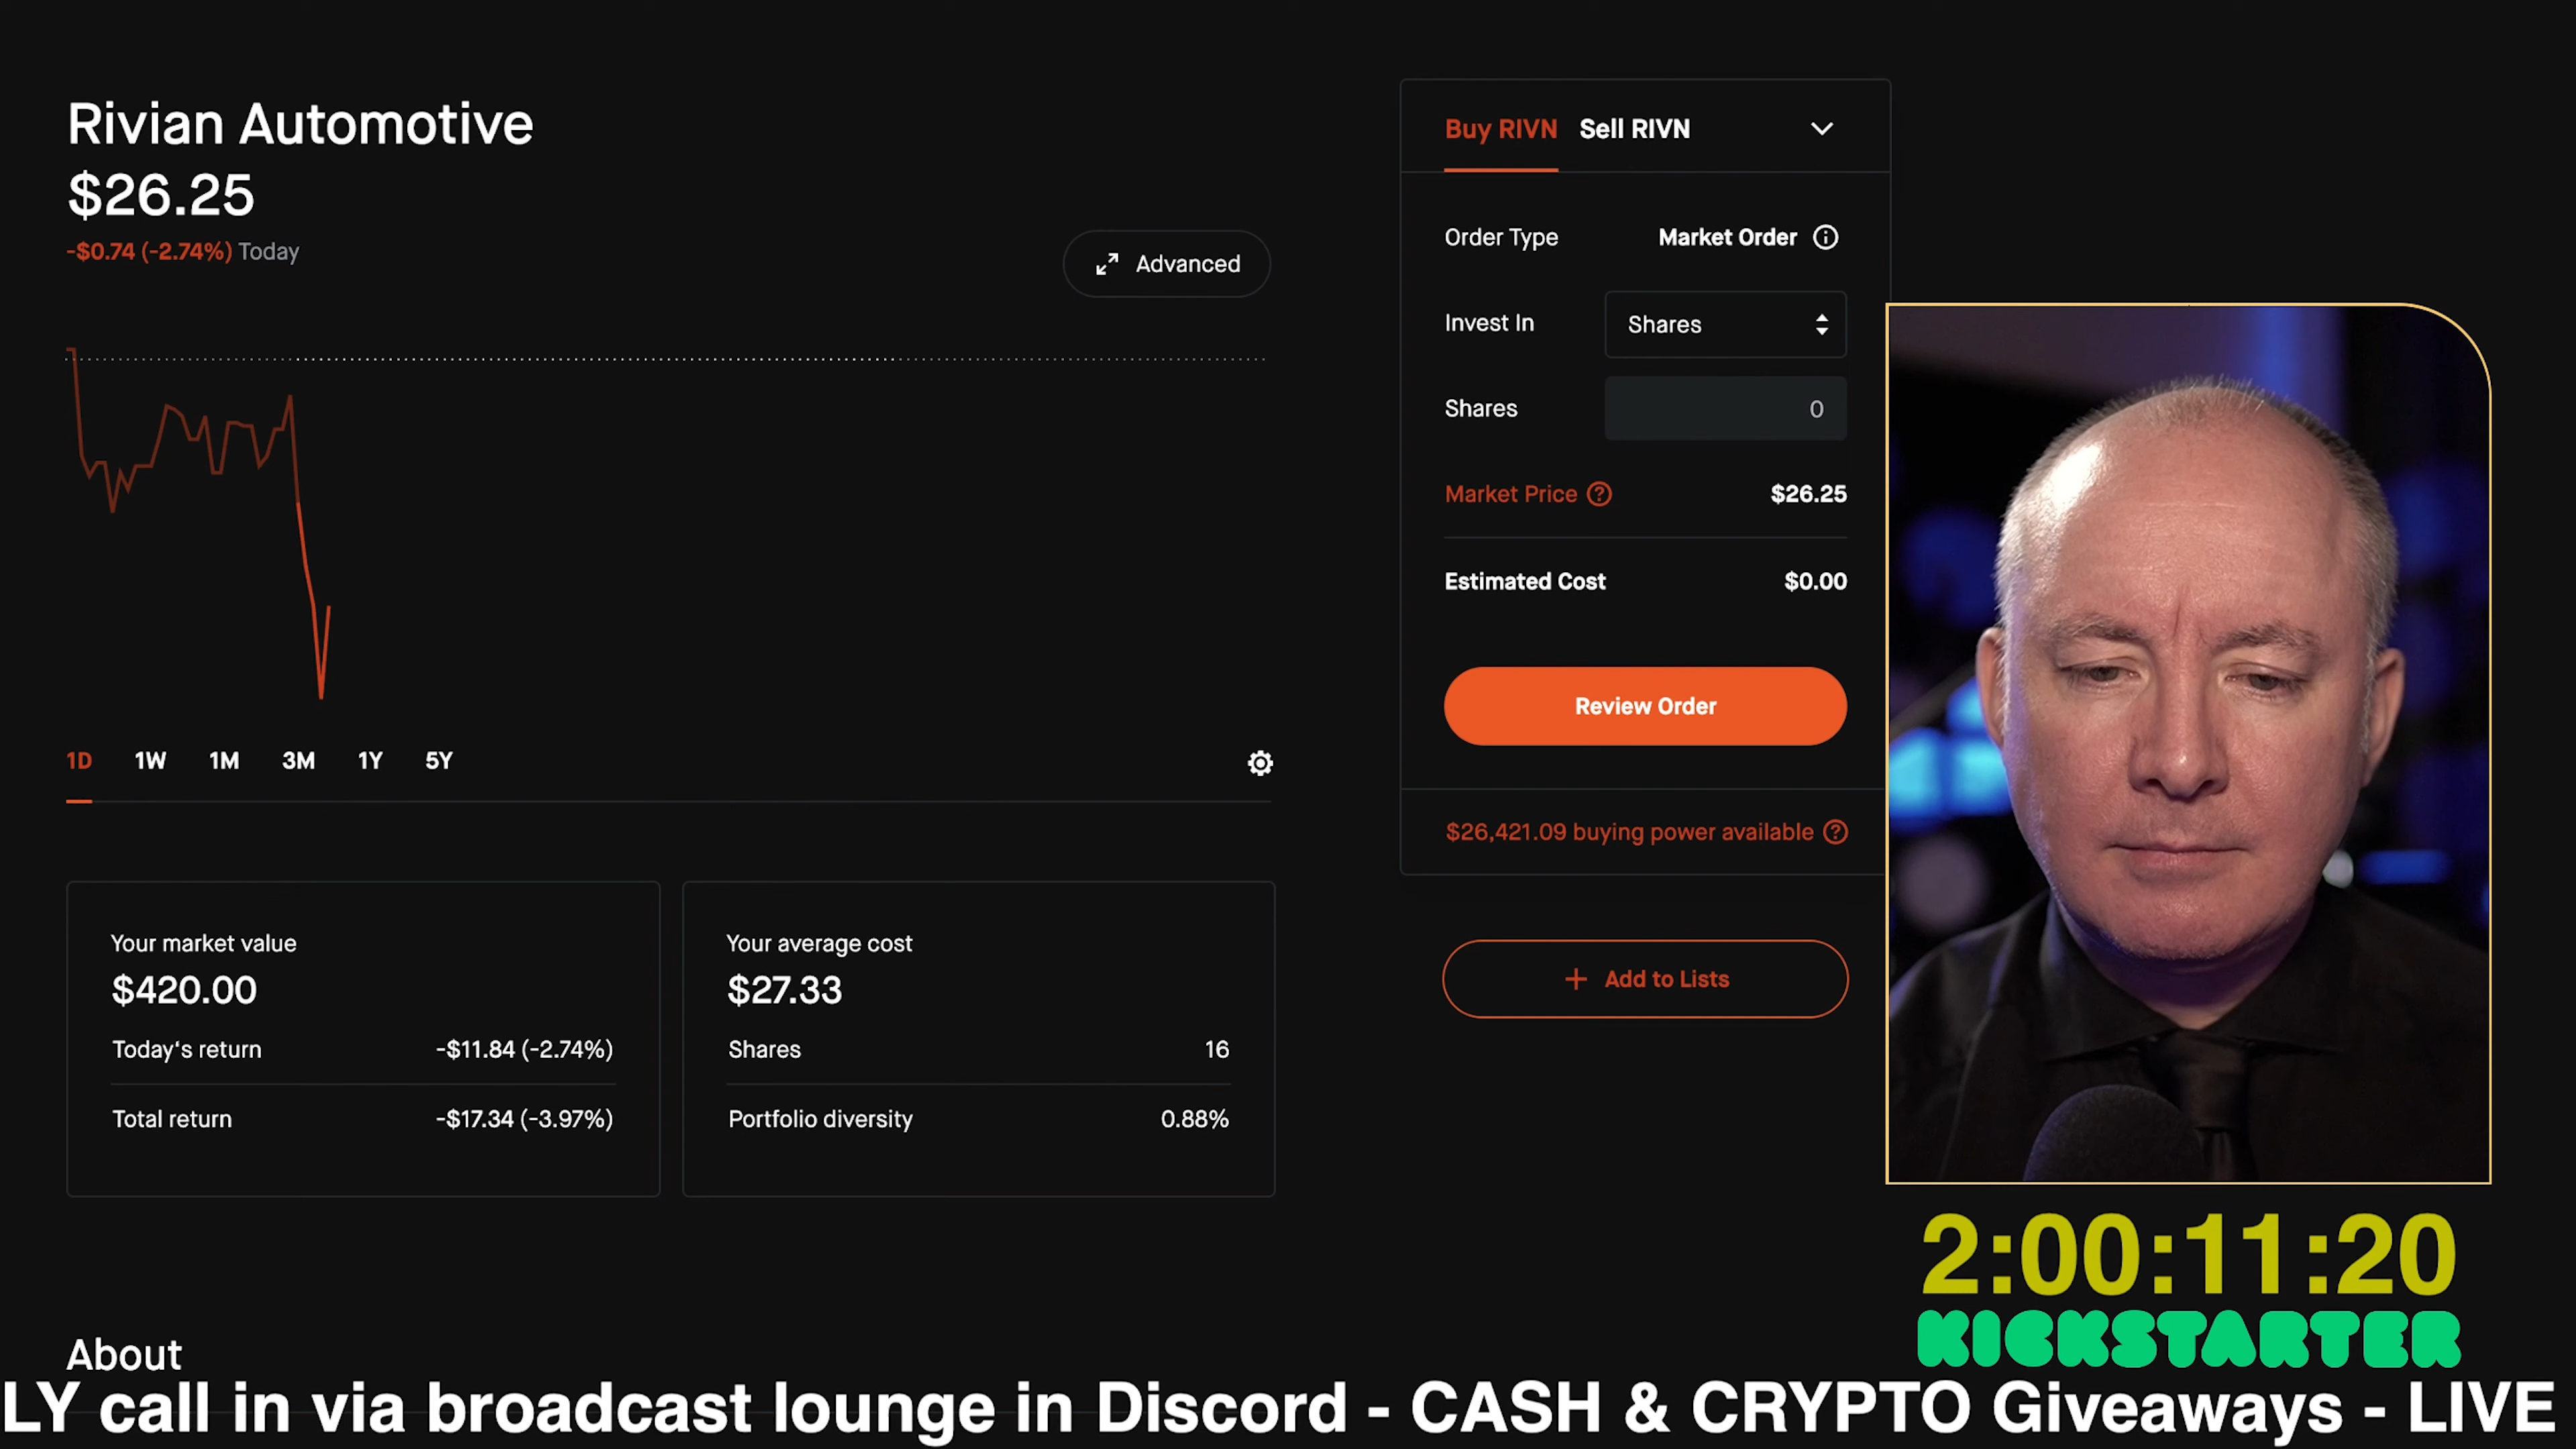 Rivian Automotive
$26.25
-$0.74 (-2.74%) Today
Advanced
1D 1W 1M 3M 1Y 5Y
Your market value
$420.00
Today's return -$11.84 (-2.74%)
Total return -$17.34 (-3.97%)
Your average cost
$27.33
Shares 16
Portfolio diversity 0.88%
About
Buy RIVN Sell RIVN
Order Type Market Order
Invest In Shares
Shares 0
Market Price $26.25
Estimated Cost $0.00
Review Order
$26,421.09 buying power available
+ Add to Lists
2:00:11:20
KICKSTARTER
LY call in via broadcast lounge in Discord - CASH & CRYPTO Giveaways - LIVE